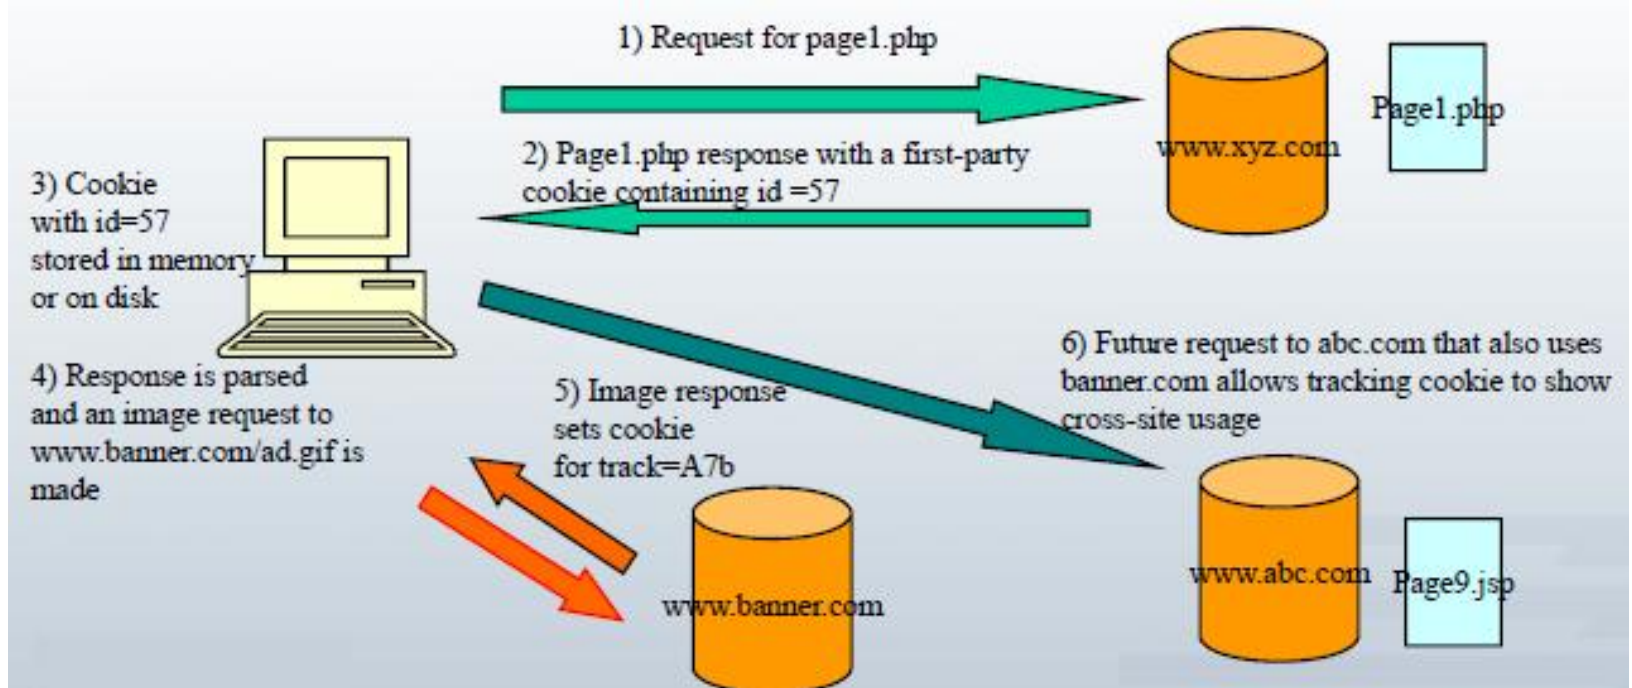 1) Request for page1.php
Page1.php
www.xyz.com
2) Page1.php response with a first-party
cookie containing id =57
3) Cookie
with id=57
stored in memory
or on disk
4) Response is parsed
and an image request to
www.banner.com/ad.gif is
made
5) Image response
sets cookie
for track=A7b
www.banner.com
6) Future request to abc.com that also uses
banner.com allows tracking cookie to show
cross-site usage
www.abc.com
Page9.jsp